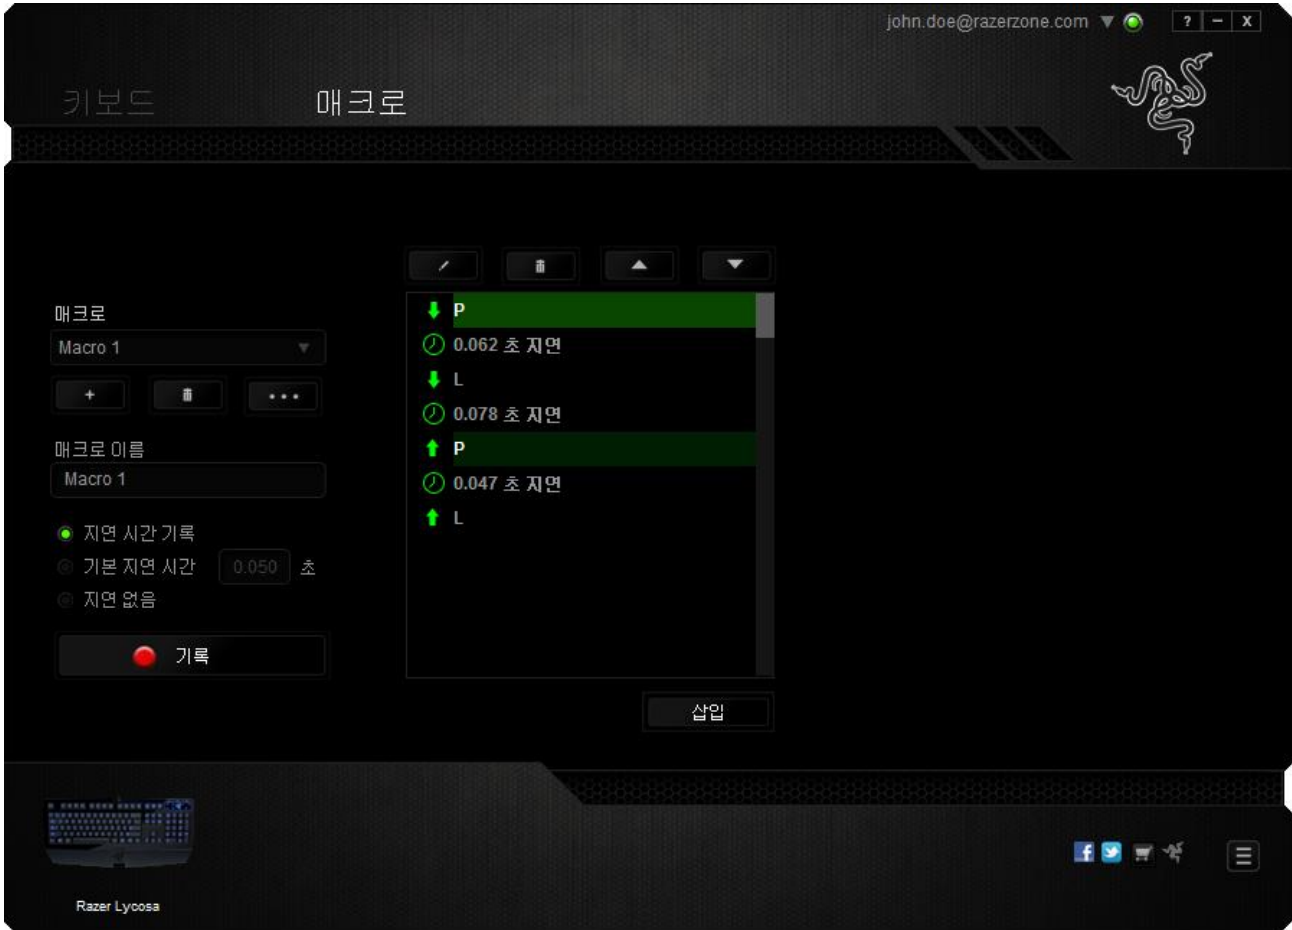 john.doe@razerzone.com
? – X
키보드 매크로
매크로
Macro 1
+
매크로 이름
Macro 1
지연 시간 기록
기본 지연 시간 0.050 초
지연 없음
기록
P
0.062 초 지연
L
0.078 초 지연
P
0.047 초 지연
L
삽입
f
Razer Lycosa